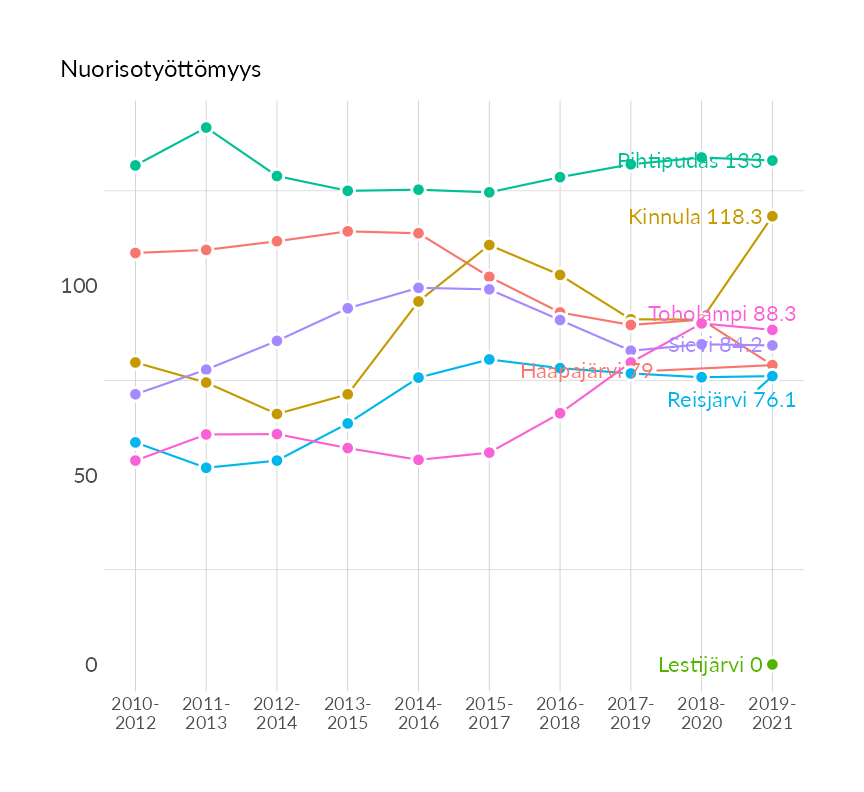 Nuorisotyöttömyys
Pihtipudas 133
Kinnula 118.3
100
Toholampi 88.3
Sievi 84.2
Haapajärvi 79
Reisjärvi 76.1
50
Lestijärvi 0
0
2010-
2012
2011-
2013
2012-
2014
2013-
2015
2014-
2016
2015-
2017
2016-
2018
2017-
2019
2018-
2020
2019-
2021